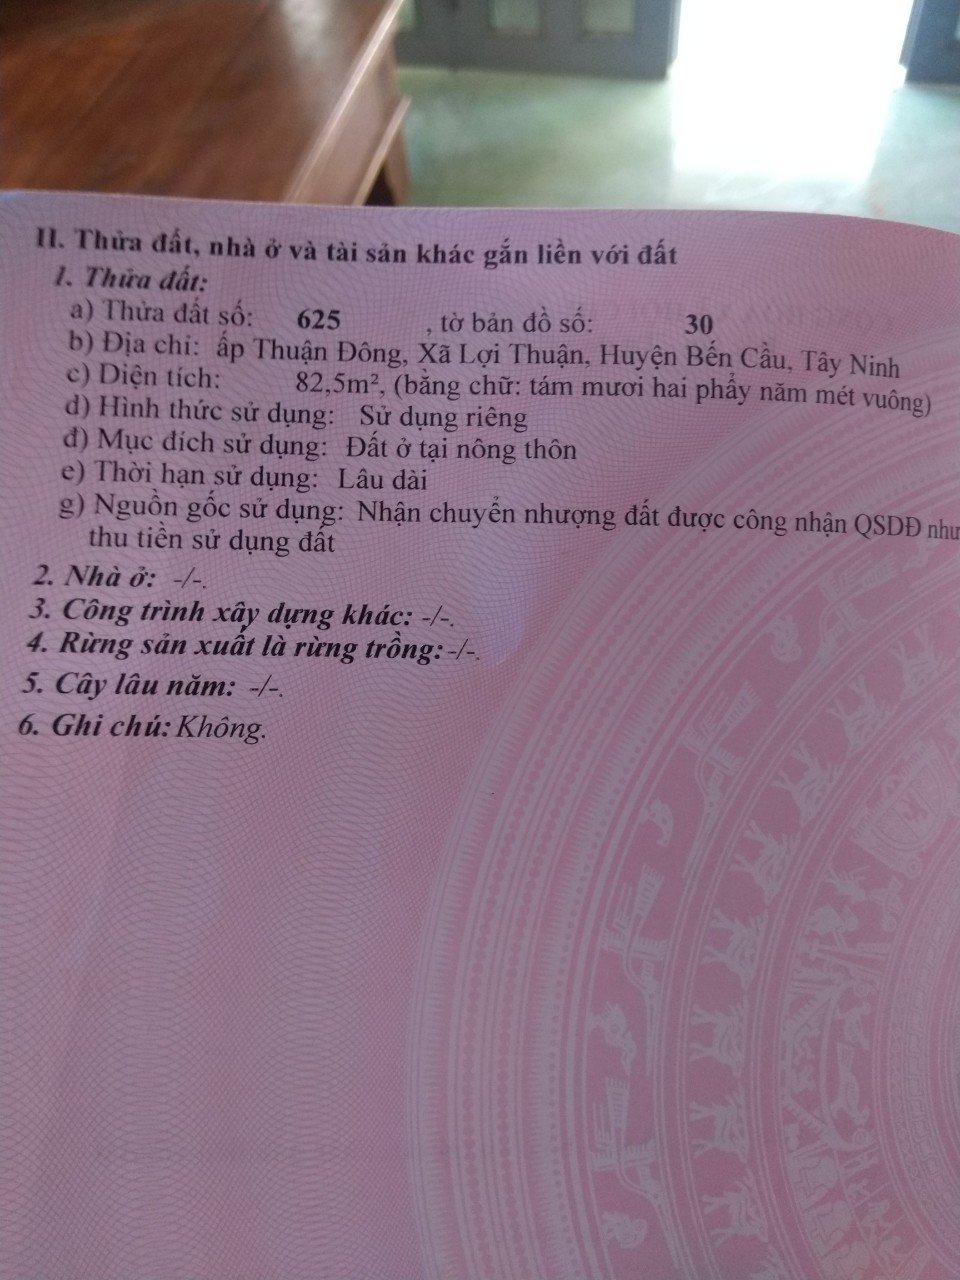 II. Thửa đất, nhà ở và tài sản khác gắn liền với đất
1. Thửa đất:
a) Thửa đất số: 625 , tờ bản đồ số: 30
b) Địa chỉ: ấp Thuận Đông, Xã Lợi Thuận, Huyện Bến Cầu, Tây Ninh
c) Diện tích: 82,5m², (bằng chữ: tám mươi hai phẩy năm mét vuông)
d) Hình thức sử dụng: Sử dụng riêng
đ) Mục đích sử dụng: Đất ở tại nông thôn
e) Thời hạn sử dụng: Lâu dài
g) Nguồn gốc sử dụng: Nhận chuyển nhượng đất được công nhận QSDĐ như
thu tiền sử dụng đất
2. Nhà ở: -/-.
3. Công trình xây dựng khác: -/-.
4. Rừng sản xuất là rừng trồng: -/-.
5. Cây lâu năm: -/-.
6. Ghi chú: Không.